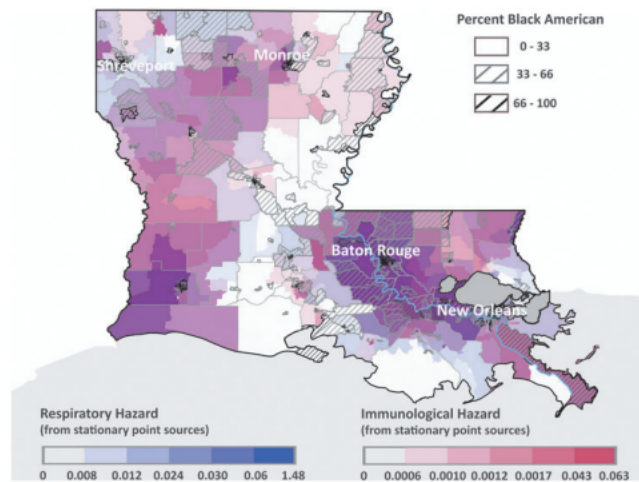 Percent Black American
0 - 33
33 - 66
66 - 100
Shreveport
Monroe
Baton Rouge
New Orleans
Respiratory Hazard
(from stationary point sources)
0 0.008 0.012 0.024 0.030 0.06 1.48
Immunological Hazard
(from stationary point sources)
0 0.0006 0.0010 0.0012 0.0017 0.043 0.063